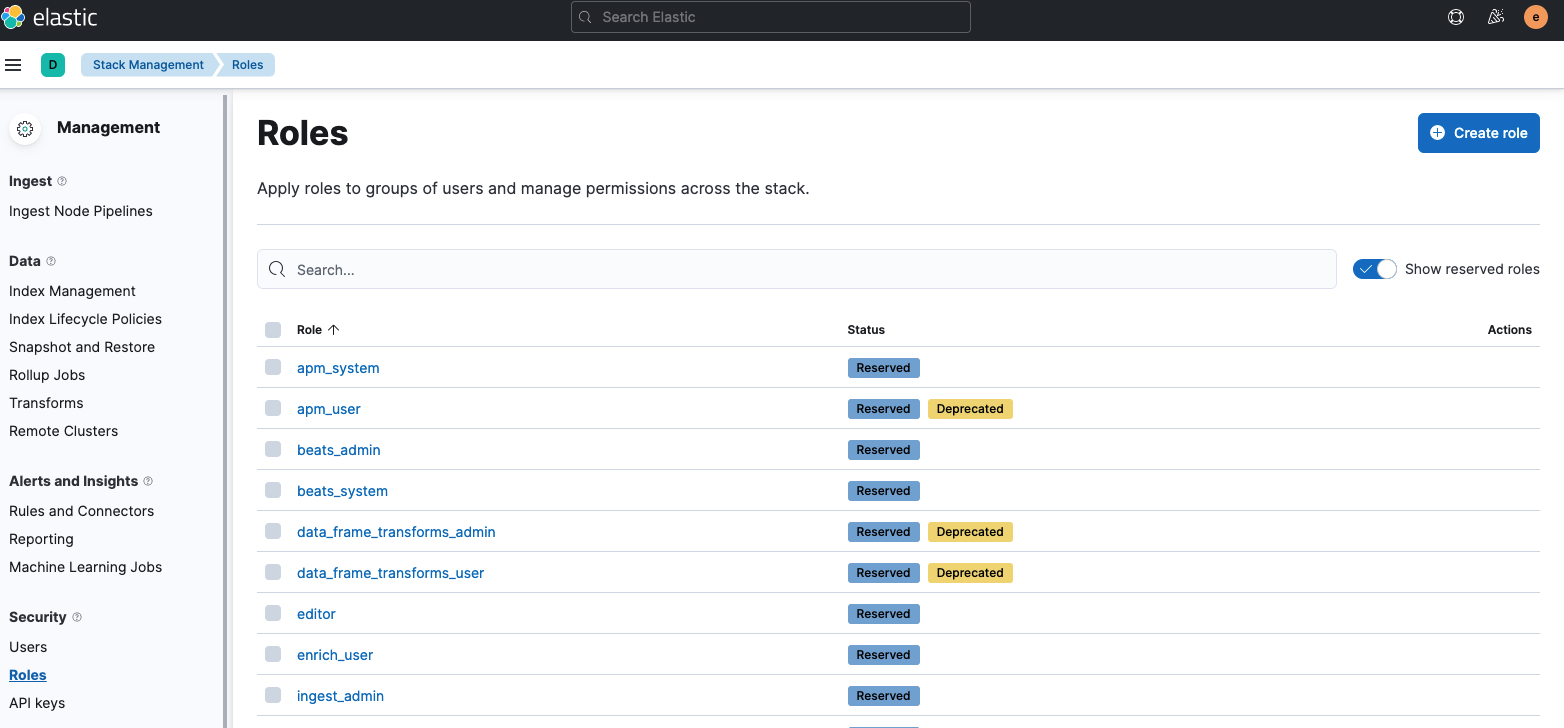 elastic
Search Elastic
e
D
Stack Management
Roles
Management
Ingest
Ingest Node Pipelines
Data
Index Management
Index Lifecycle Policies
Snapshot and Restore
Rollup Jobs
Transforms
Remote Clusters
Alerts and Insights
Rules and Connectors
Reporting
Machine Learning Jobs
Security
Users
Roles
API keys
Roles
Create role
Apply roles to groups of users and manage permissions across the stack.
Search...
Show reserved roles
Role Status Actions
apm_system Reserved
apm_user Reserved Deprecated
beats_admin Reserved
beats_system Reserved
data_frame_transforms_admin Reserved Deprecated
data_frame_transforms_user Reserved Deprecated
editor Reserved
enrich_user Reserved
ingest_admin Reserved